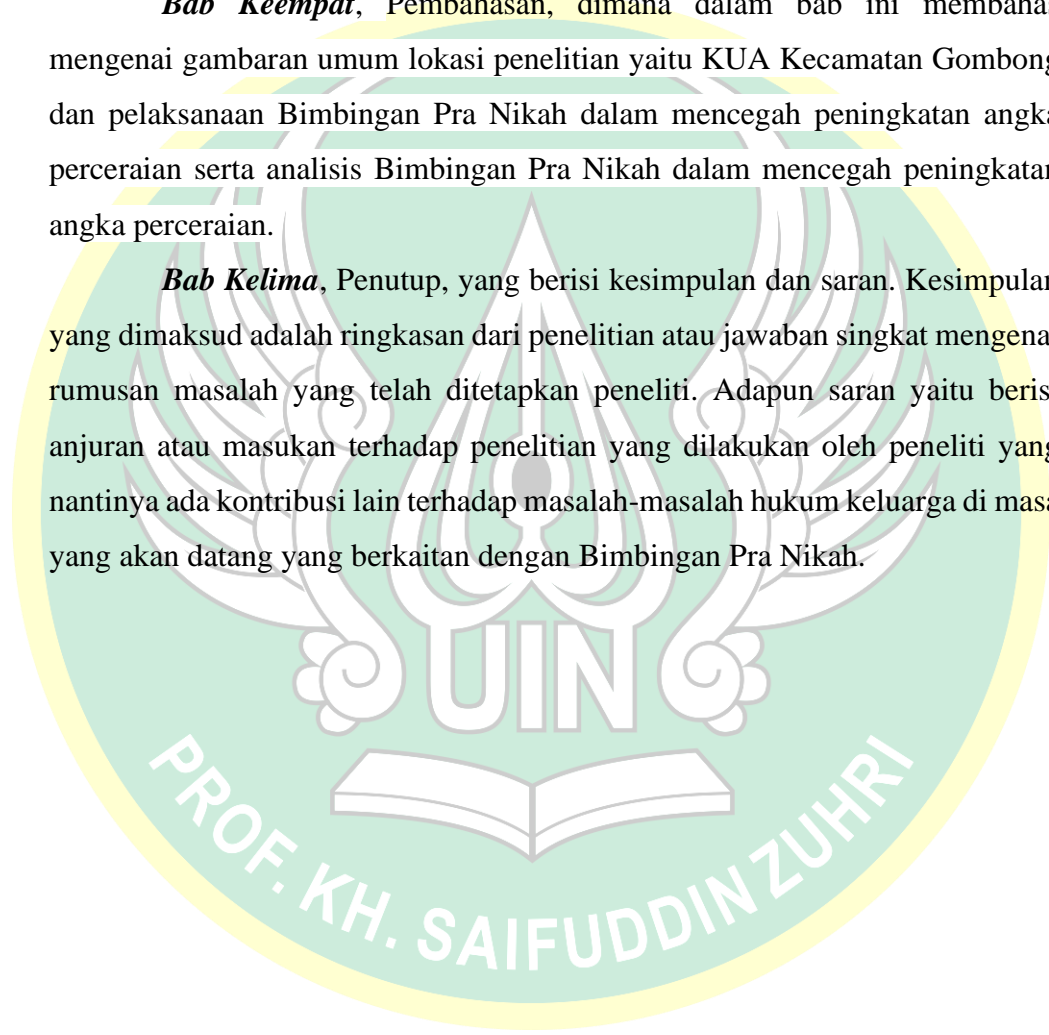 Bab Keempat, Pembahasan, dimana dalam bab ini membahas
mengenai gambaran umum lokasi penelitian yaitu KUA Kecamatan Gombong
dan pelaksanaan Bimbingan Pra Nikah dalam mencegah peningkatan angka
perceraian serta analisis Bimbingan Pra Nikah dalam mencegah peningkatan
angka perceraian.
Bab Kelima, Penutup, yang berisi kesimpulan dan saran. Kesimpulan
yang dimaksud adalah ringkasan dari penelitian atau jawaban singkat mengenai
rumusan masalah yang telah ditetapkan peneliti. Adapun saran yaitu berisi
anjuran atau masukan terhadap penelitian yang dilakukan oleh peneliti yang
nantinya ada kontribusi lain terhadap masalah-masalah hukum keluarga di masa
yang akan datang yang berkaitan dengan Bimbingan Pra Nikah.
UIN
PROF. KH. SAIFUDDIN ZUHRI